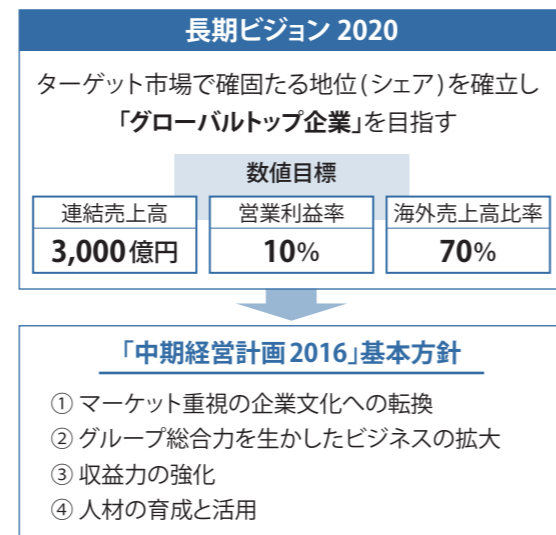 長期ビジョン 2020
ターゲット市場で確固たる地位(シェア)を確立し
「グローバルトップ企業」を目指す
数値目標
連結売上高
3,000億円
営業利益率
10%
海外売上高比率
70%
「中期経営計画2016」基本方針
① マーケット重視の企業文化への転換
② グループ総合力を生かしたビジネスの拡大
③ 収益力の強化
④ 人材の育成と活用